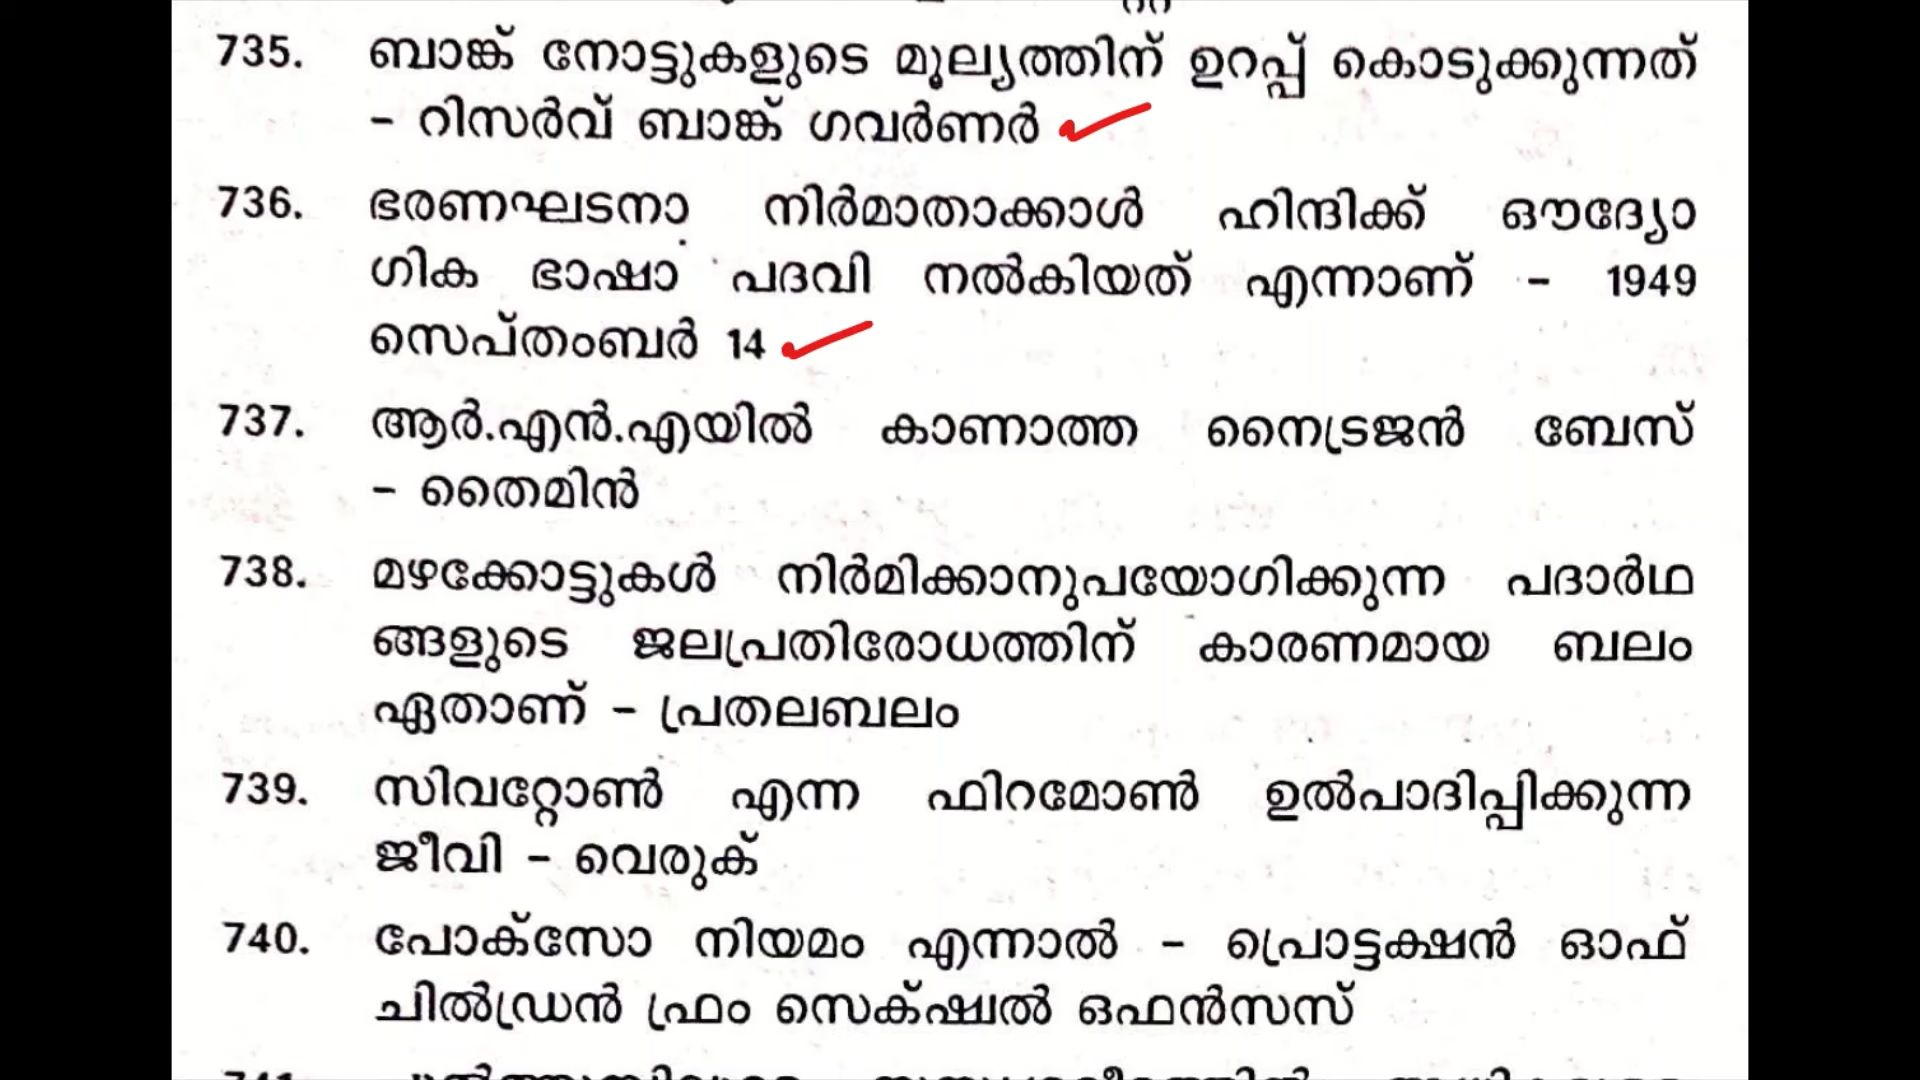 735. ബാങ്ക് നോട്ടുകളുടെ മൂല്യത്തിന് ഉറപ്പ് കൊടുക്കുന്നത്
– റിസർവ് ബാങ്ക് ഗവർണർ
736. ഭരണഘടനാ നിർമാതാക്കാൾ ഹിന്ദിക്ക് ഔദ്യോ
ഗിക ഭാഷാ പദവി നൽകിയത് എന്നാണ് – 1949
സെപ്തംബർ 14
737. ആർ.എൻ.എയിൽ കാണാത്ത നൈട്രജൻ ബേസ്
– തൈമിൻ
738. മഴക്കോട്ടുകൾ നിർമിക്കാനുപയോഗിക്കുന്ന പദാർഥ
ങ്ങളുടെ ജലപ്രതിരോധത്തിന് കാരണമായ ബലം
ഏതാണ് – പ്രതലബലം
739. സിവറ്റോൺ എന്ന ഫിറമോൺ ഉൽപാദിപ്പിക്കുന്ന
ജീവി – വെരുക്
740. പോക്സോ നിയമം എന്നാൽ – പ്രൊട്ടക്ഷൻ ഓഫ്
ചിൽഡ്രൻ ഫ്രം സെക്ഷ്വൽ ഒഫൻസസ്